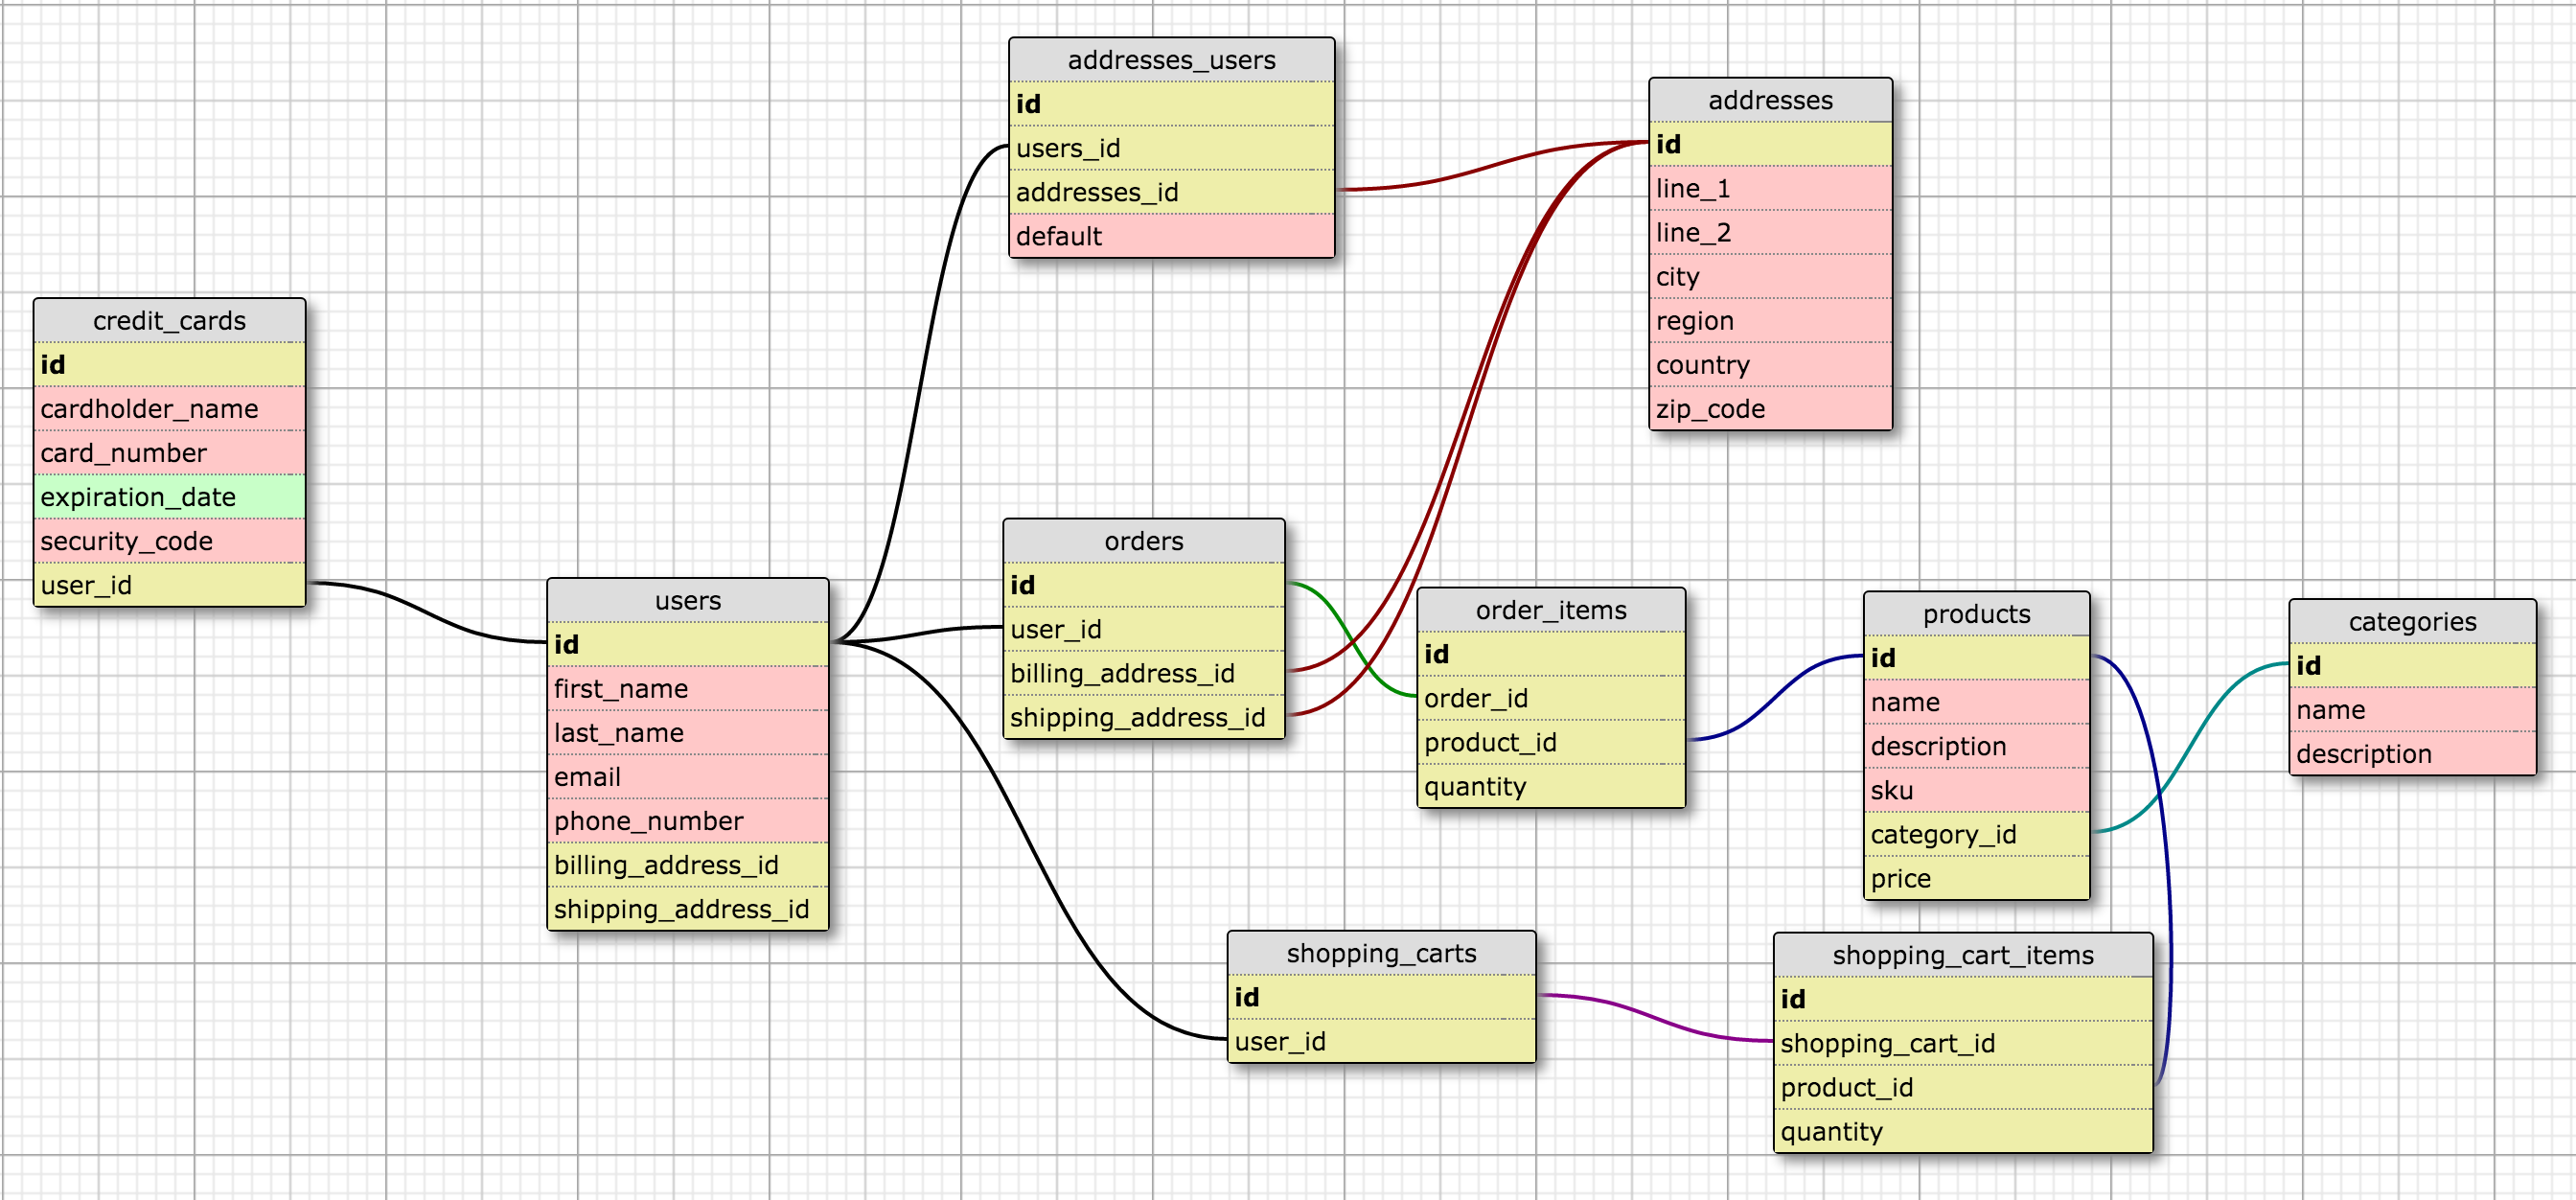 addresses_users
id
users_id
addresses_id
default
addresses
id
line_1
line_2
city
region
country
zip_code
credit_cards
id
cardholder_name
card_number
expiration_date
security_code
user_id
users
id
first_name
last_name
email
phone_number
billing_address_id
shipping_address_id
orders
id
user_id
billing_address_id
shipping_address_id
order_items
id
order_id
product_id
quantity
products
id
name
description
sku
category_id
price
categories
id
name
description
shopping_carts
id
user_id
shopping_cart_items
id
shopping_cart_id
product_id
quantity